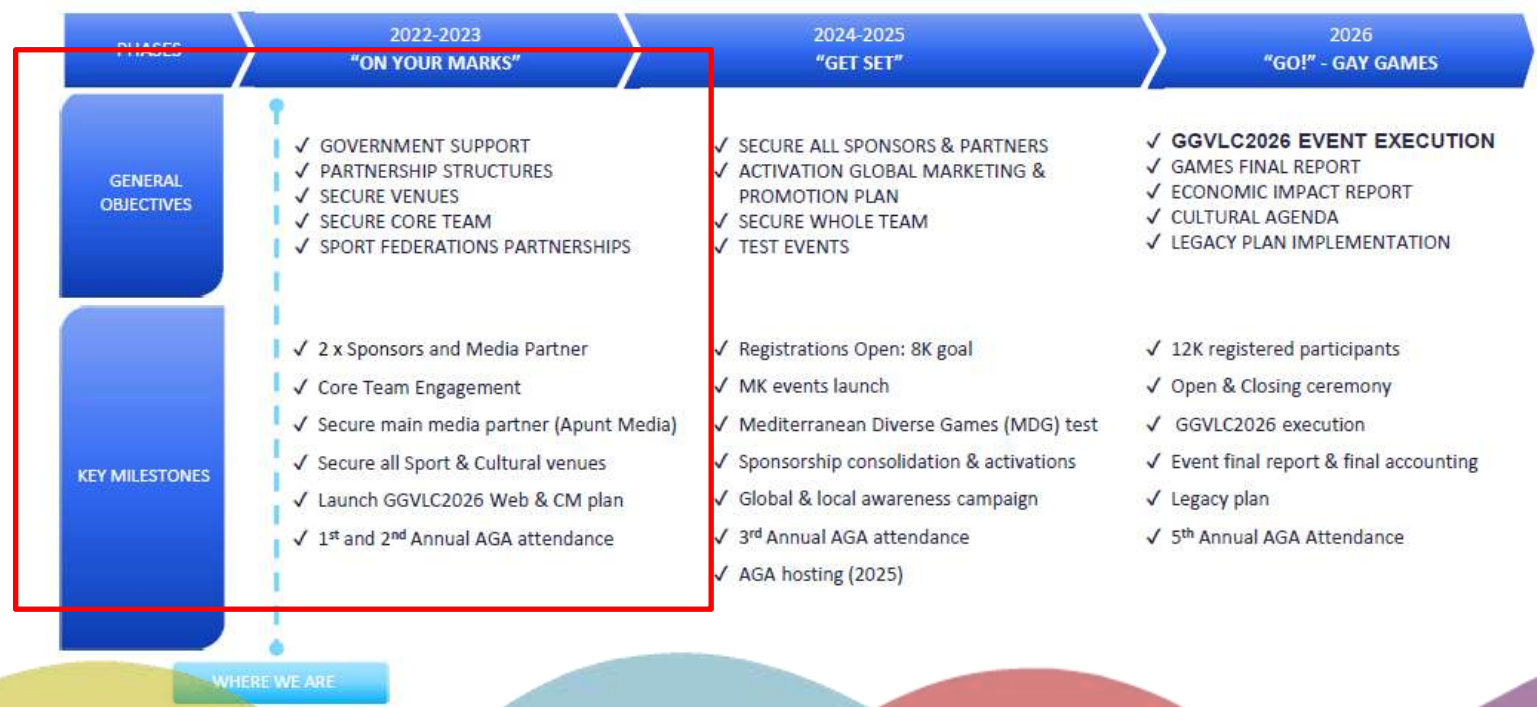 PHASES
2022-2023
"ON YOUR MARKS"
2024-2025
"GET SET"
2026
"GO!" - GAY GAMES
GENERAL
OBJECTIVES
✓ GOVERNMENT SUPPORT
✓ PARTNERSHIP STRUCTURES
✓ SECURE VENUES
✓ SECURE CORE TEAM
✓ SPORT FEDERATIONS PARTNERSHIPS
✓ SECURE ALL SPONSORS & PARTNERS
✓ ACTIVATION GLOBAL MARKETING &
PROMOTION PLAN
✓ SECURE WHOLE TEAM
✓ TEST EVENTS
✓ GGVLC2026 EVENT EXECUTION
✓ GAMES FINAL REPORT
✓ ECONOMIC IMPACT REPORT
✓ CULTURAL AGENDA
✓ LEGACY PLAN IMPLEMENTATION
KEY MILESTONES
✓ 2 x Sponsors and Media Partner
✓ Core Team Engagement
✓ Secure main media partner (Apunt Media)
✓ Secure all Sport & Cultural venues
✓ Launch GGVLC2026 Web & CM plan
✓ 1st and 2nd Annual AGA attendance
✓ Registrations Open: 8K goal
✓ MK events launch
✓ Mediterranean Diverse Games (MDG) test
✓ Sponsorship consolidation & activations
✓ Global & local awareness campaign
✓ 3rd Annual AGA attendance
✓ AGA hosting (2025)
✓ 12K registered participants
✓ Open & Closing ceremony
✓ GGVLC2026 execution
✓ Event final report & final accounting
✓ Legacy plan
✓ 5th Annual AGA Attendance
WHERE WE ARE